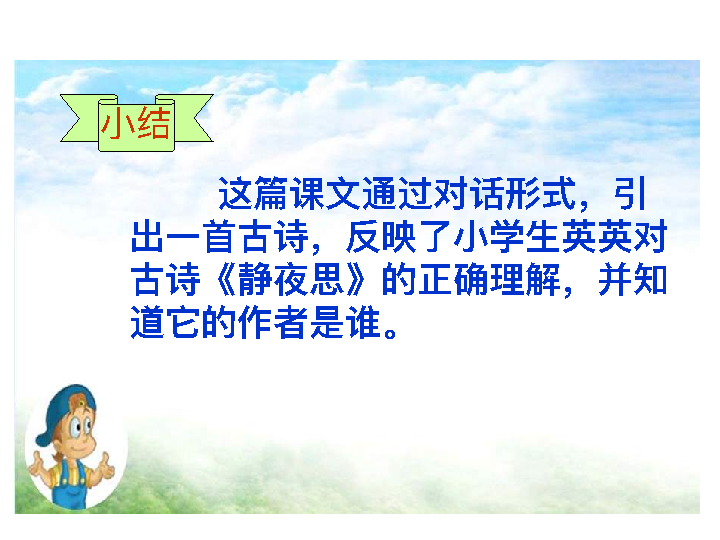 小结
这篇课文通过对话形式，引
出一首古诗，反映了小学生英英对
古诗《静夜思》的正确理解，并知
道它的作者是谁。